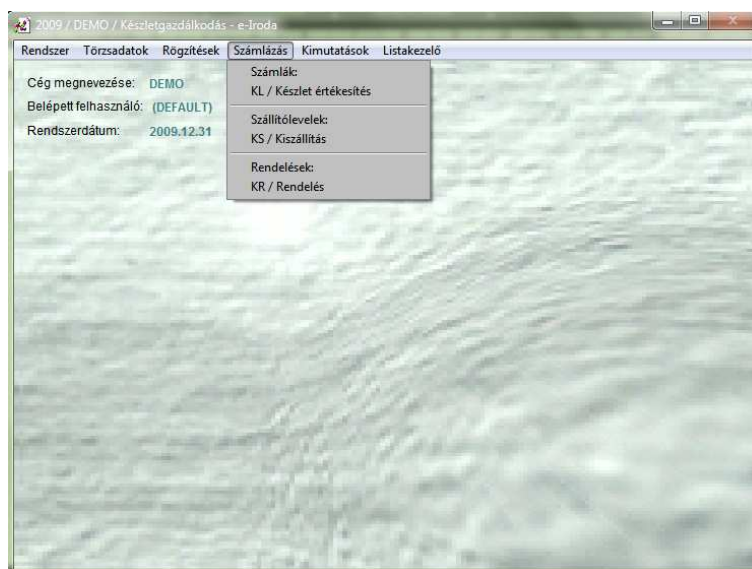 2009 / DEMO / Készletgazdálkodás - e-Iroda
Rendszer Törzsadatok Rögzítések Számlázás Kimutatások Listakezelő
Cég megnevezése: DEMO
Belépett felhasználó: (DEFAULT)
Rendszerdátum: 2009.12.31
Számlák:
KL / Készlet értékesítés
Szállítólevelek:
KS / Kiszállítás
Rendelések:
KR / Rendelés